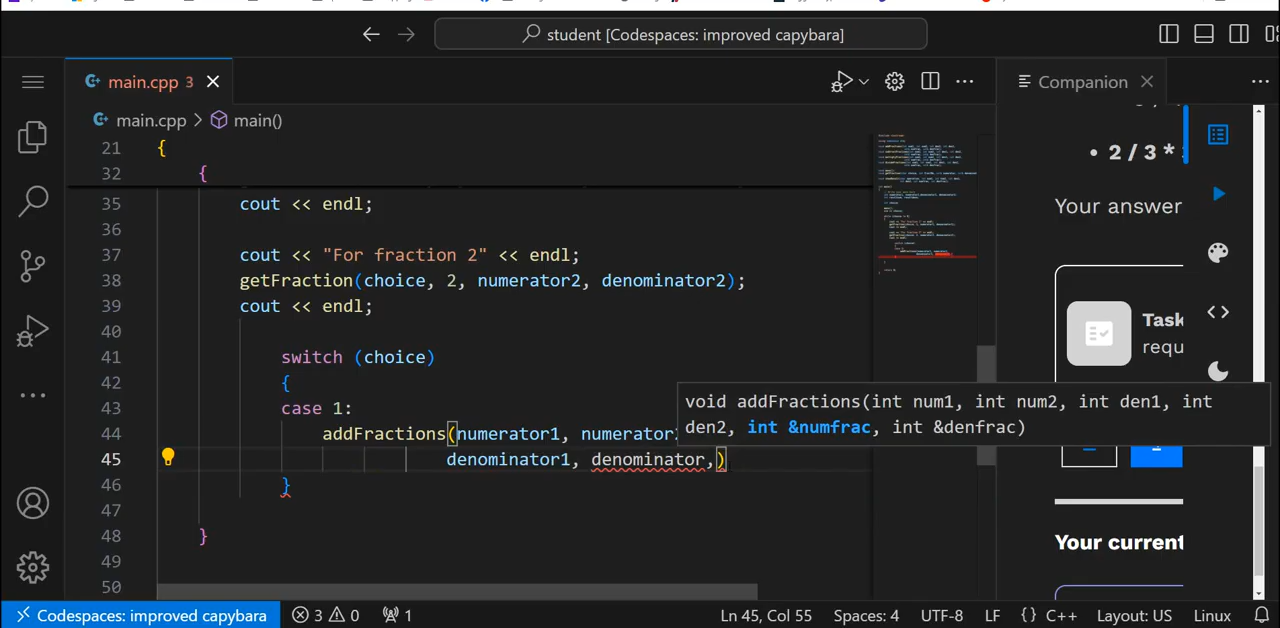 student [Codespaces: improved capybara]
main.cpp 3
Companion
main.cpp > main()
21 {
32 {
35 cout << endl;
36
37 cout << "For fraction 2" << endl;
38 getFraction(choice, 2, numerator2, denominator2);
39 cout << endl;
40
41 switch (choice)
42 {
43 case 1:
44 addFractions(numerator1, numerator2
45 denominator1, denominator,)
46 }
47
48 }
49
50
void addFractions(int num1, int num2, int den1, int
den2, int &numfrac, int &denfrac)
• 2 / 3 *
Your answer
Task
requ
Your current
Codespaces: improved capybara
3 0
1
Ln 45, Col 55
Spaces: 4
UTF-8
LF
{} C++
Layout: US
Linux